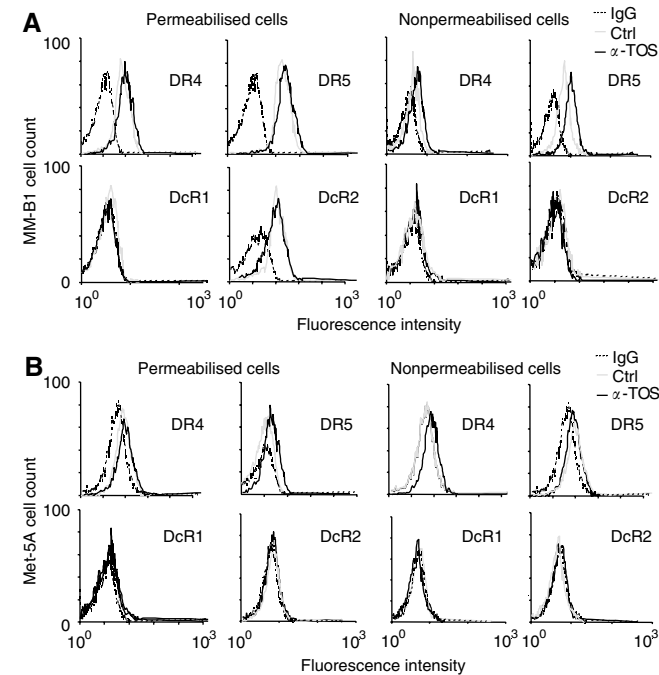 A
Permeabilised cells
Nonpermeabilised cells
IgG
Ctrl
α-TOS
MM-B1 cell count
100
DR4
DR5
DR4
DR5
100
DcR1
DcR2
DcR1
DcR2
0
10⁰ 10³ 10⁰ 10³ 10⁰ 10³ 10⁰ 10³
Fluorescence intensity
B
Permeabilised cells
Nonpermeabilised cells
IgG
Ctrl
α-TOS
Met-5A cell count
100
DR4
DR5
DR4
DR5
100
DcR1
DcR2
DcR1
DcR2
0
10⁰ 10³ 10⁰ 10³ 10⁰ 10³ 10⁰ 10³
Fluorescence intensity